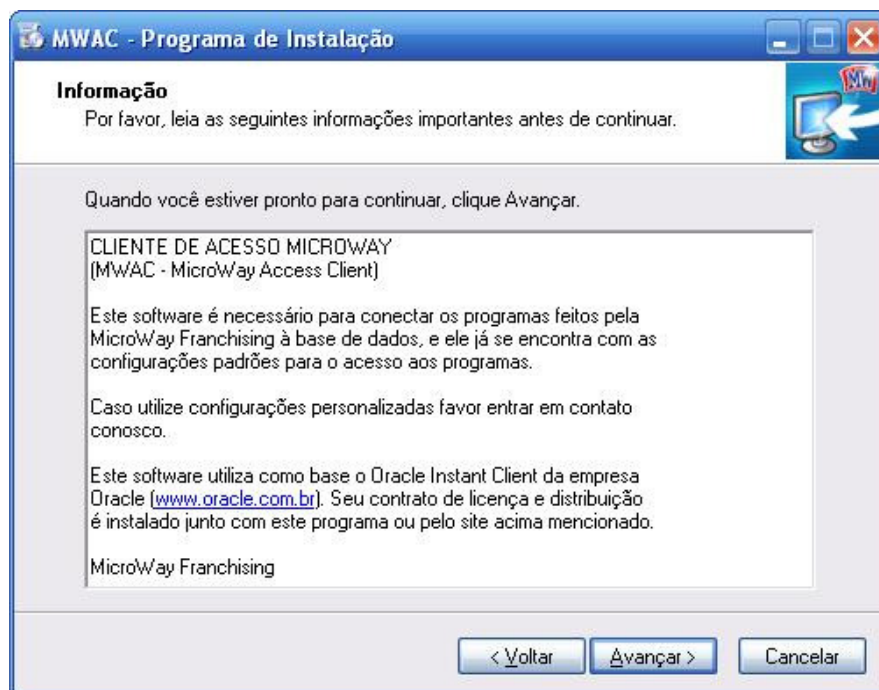 MWAC - Programa de Instalação
Mw
Informação
Por favor, leia as seguintes informações importantes antes de continuar.
Quando você estiver pronto para continuar, clique Avançar.
CLIENTE DE ACESSO MICROWAY
(MWAC - MicroWay Access Client)
Este software é necessário para conectar os programas feitos pela
MicroWay Franchising à base de dados, e ele já se encontra com as
configurações padrões para o acesso aos programas.
Caso utilize configurações personalizadas favor entrar em contato
conosco.
Este software utiliza como base o Oracle Instant Client da empresa
Oracle (www.oracle.com.br). Seu contrato de licença e distribuição
é instalado junto com este programa ou pelo site acima mencionado.
MicroWay Franchising
< Voltar
Avançar >
Cancelar